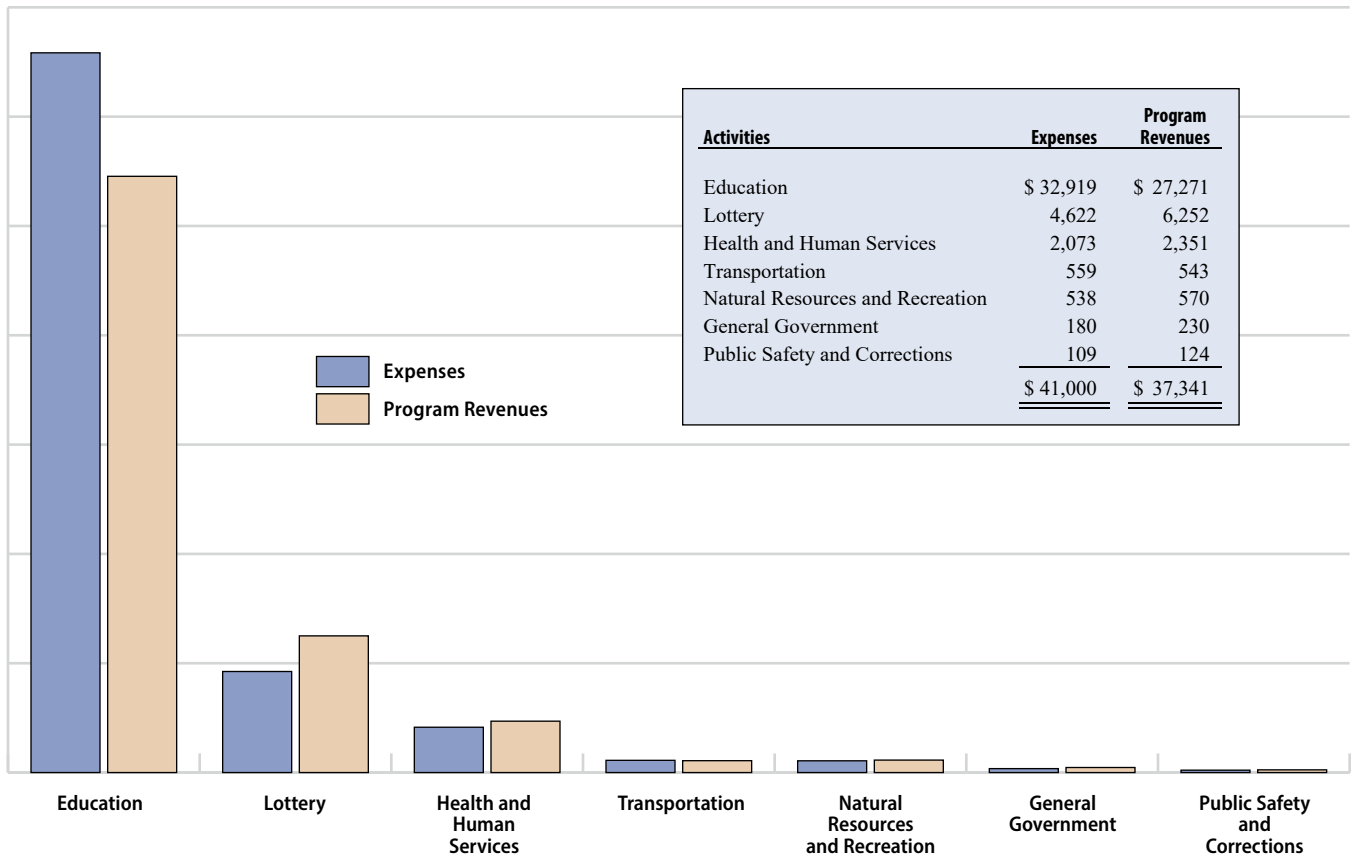 Program
Activities Expenses Revenues
Education $ 32,919 $ 27,271
Lottery 4,622 6,252
Health and Human Services 2,073 2,351
Transportation 559 543
Natural Resources and Recreation 538 570
General Government 180 230
Public Safety and Corrections 109 124
$ 41,000 $ 37,341
Expenses
Program Revenues
Education
Lottery
Health and
Human
Services
Transportation
Natural
Resources
and Recreation
General
Government
Public Safety
and
Corrections